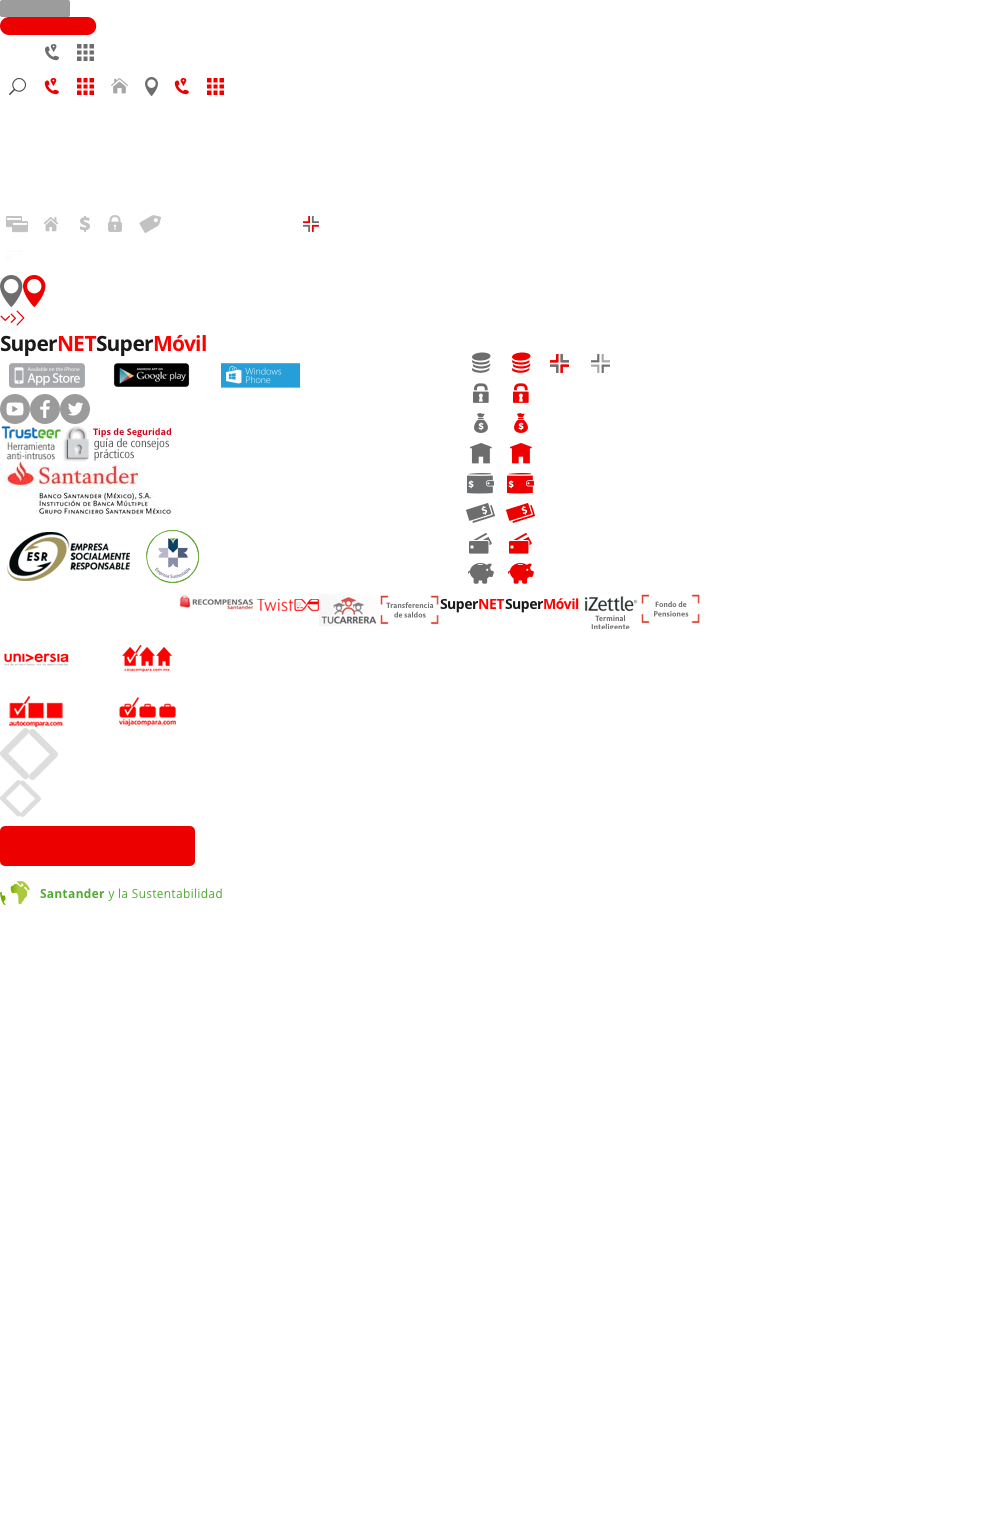 SuperNETSuperMóvil
Available on the iPhone
App Store
ANDROID APP ON
Google play
Windows
Phone
Trusteer
Herramienta
anti-intrusos
Tips de Seguridad
guía de consejos
prácticos
Santander
BANCO SANTANDER (MÉXICO), S.A.
INSTITUCIÓN DE BANCA MÚLTIPLE
GRUPO FINANCIERO SANTANDER MÉXICO
ESR
EMPRESA
SOCIALMENTE
RESPONSABLE
Empresa Sustentable
RECOMPENSAS
Santander
Twist
TUCARRERA
Transferencia
de saldos
SuperNETSuperMóvil
iZettle
Terminal
Inteligente
Fondo de
Pensiones
universia
casacompara.com.mx
autocompara.com
viajacompara.com
Santander y la Sustentabilidad